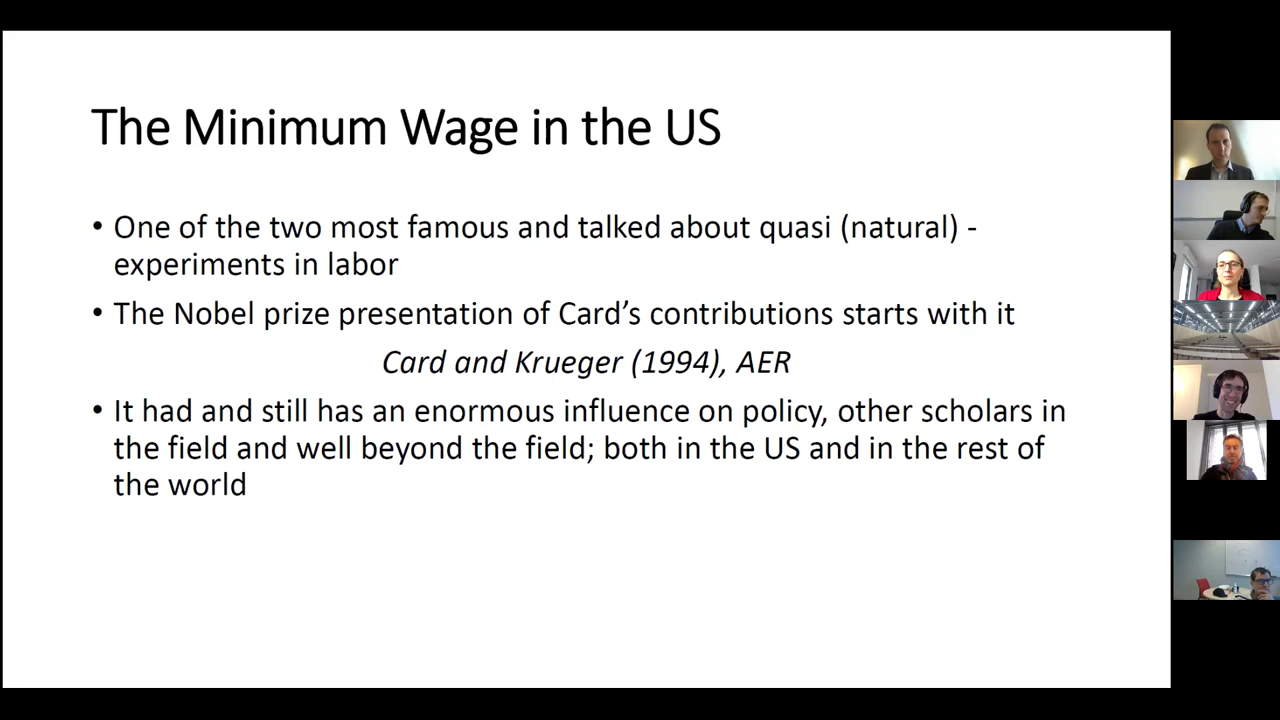 The Minimum Wage in the US
• One of the two most famous and talked about quasi (natural) -
experiments in labor
• The Nobel prize presentation of Card’s contributions starts with it
Card and Krueger (1994), AER
• It had and still has an enormous influence on policy, other scholars in
the field and well beyond the field; both in the US and in the rest of
the world